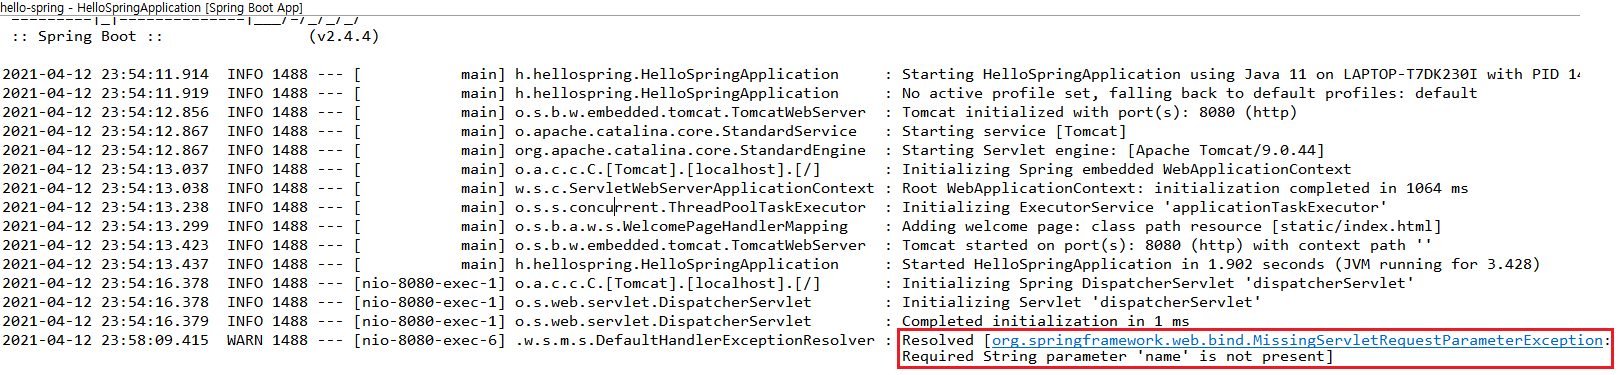 hello-spring - HelloSpringApplication [Spring Boot App]
 =========|_|==============|___/=/_/_/_/
 :: Spring Boot ::                (v2.4.4)
2021-04-12 23:54:11.914  INFO 1488 --- [           main] h.hellospring.HelloSpringApplication     : Starting HelloSpringApplication using Java 11 on LAPTOP-T7DK230I with PID 14
2021-04-12 23:54:11.919  INFO 1488 --- [           main] h.hellospring.HelloSpringApplication     : No active profile set, falling back to default profiles: default
2021-04-12 23:54:12.856  INFO 1488 --- [           main] o.s.b.w.embedded.tomcat.TomcatWebServer  : Tomcat initialized with port(s): 8080 (http)
2021-04-12 23:54:12.867  INFO 1488 --- [           main] o.apache.catalina.core.StandardService   : Starting service [Tomcat]
2021-04-12 23:54:12.867  INFO 1488 --- [           main] org.apache.catalina.core.StandardEngine  : Starting Servlet engine: [Apache Tomcat/9.0.44]
2021-04-12 23:54:13.037  INFO 1488 --- [           main] o.a.c.c.C.[Tomcat].[localhost].[/]       : Initializing Spring embedded WebApplicationContext
2021-04-12 23:54:13.038  INFO 1488 --- [           main] w.s.c.ServletWebServerApplicationContext : Root WebApplicationContext: initialization completed in 1064 ms
2021-04-12 23:54:13.238  INFO 1488 --- [           main] o.s.s.concurrent.ThreadPoolTaskExecutor  : Initializing ExecutorService 'applicationTaskExecutor'
2021-04-12 23:54:13.299  INFO 1488 --- [           main] o.s.b.a.w.s.WelcomePageHandlerMapping    : Adding welcome page: class path resource [static/index.html]
2021-04-12 23:54:13.423  INFO 1488 --- [           main] o.s.b.w.embedded.tomcat.TomcatWebServer  : Tomcat started on port(s): 8080 (http) with context path ''
2021-04-12 23:54:13.437  INFO 1488 --- [           main] h.hellospring.HelloSpringApplication     : Started HelloSpringApplication in 1.902 seconds (JVM running for 3.428)
2021-04-12 23:54:16.378  INFO 1488 --- [nio-8080-exec-1] o.a.c.c.C.[Tomcat].[localhost].[/]       : Initializing Spring DispatcherServlet 'dispatcherServlet'
2021-04-12 23:54:16.378  INFO 1488 --- [nio-8080-exec-1] o.s.web.servlet.DispatcherServlet        : Initializing Servlet 'dispatcherServlet'
2021-04-12 23:54:16.379  INFO 1488 --- [nio-8080-exec-1] o.s.web.servlet.DispatcherServlet        : Completed initialization in 1 ms
2021-04-12 23:58:09.415  WARN 1488 --- [nio-8080-exec-6] .w.s.m.s.DefaultHandlerExceptionResolver : Resolved [org.springframework.web.bind.MissingServletRequestParameterException:
Required String parameter 'name' is not present]